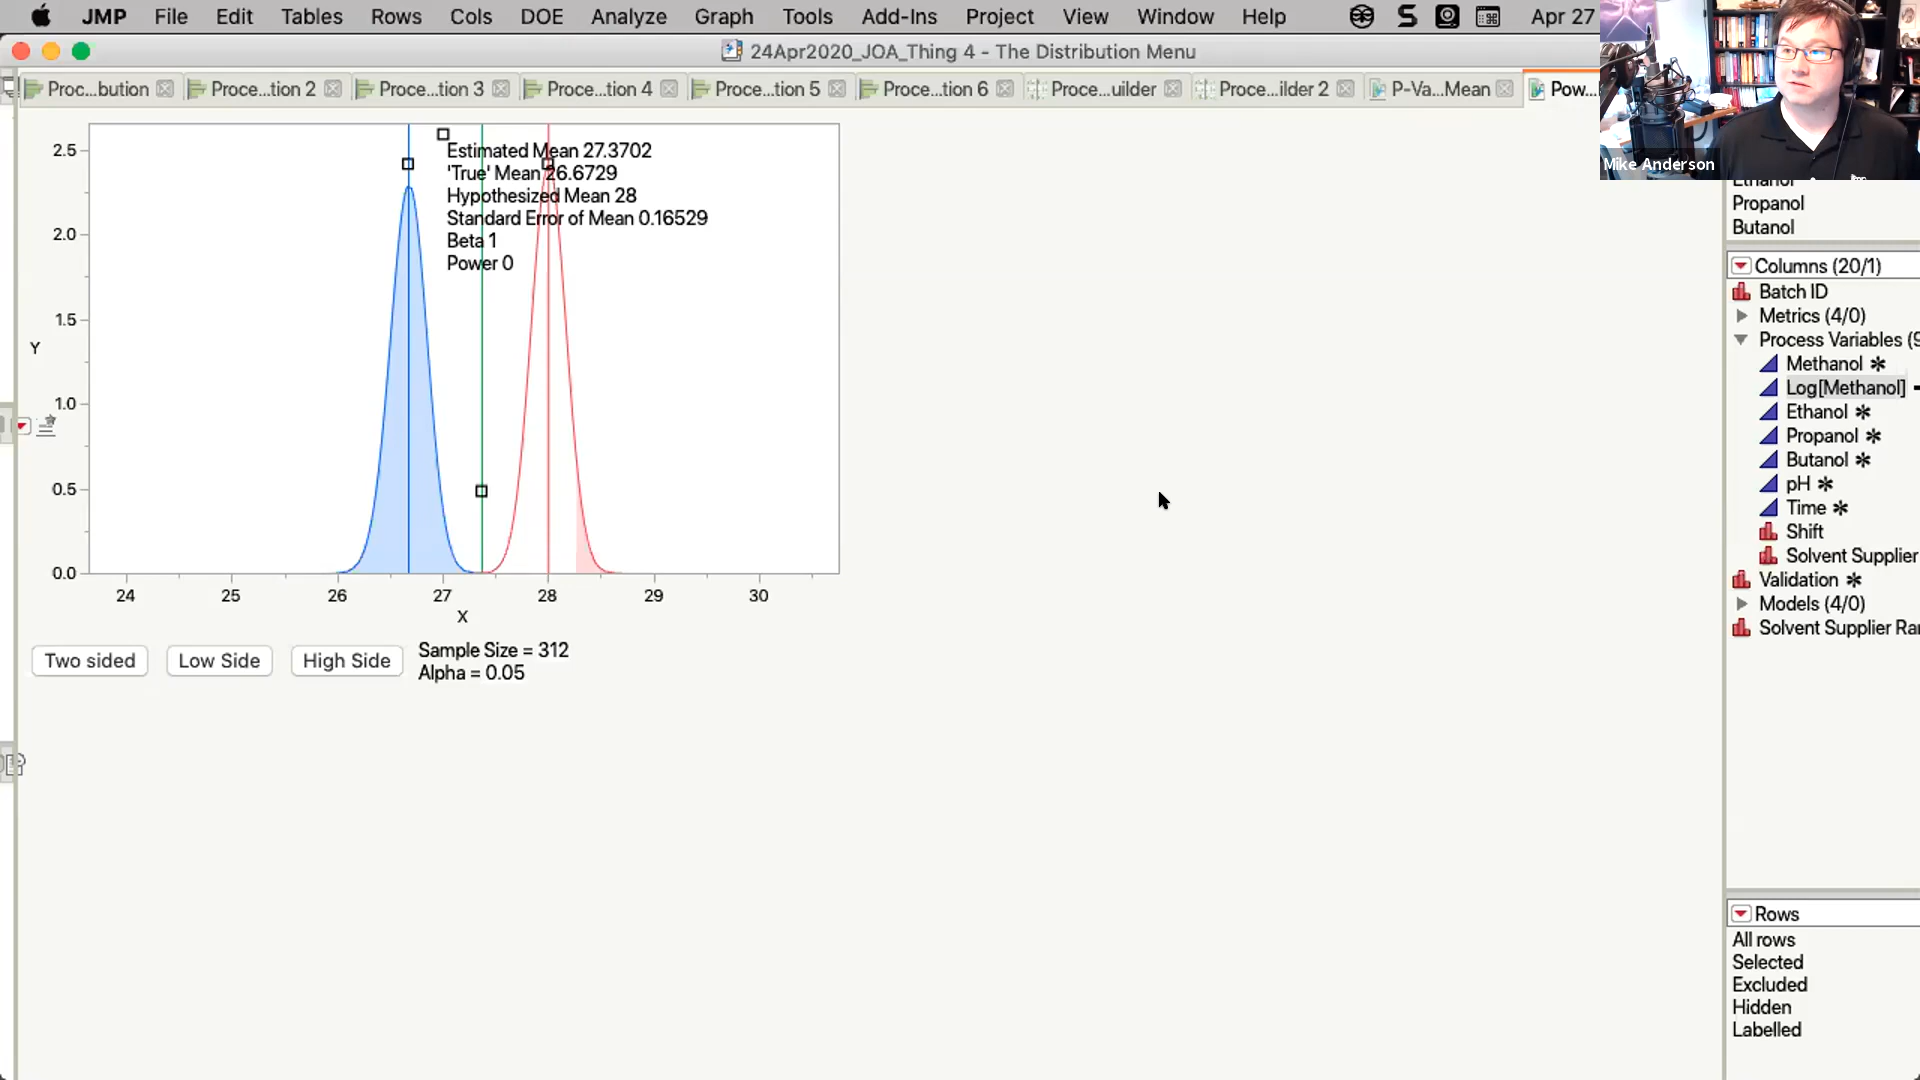 JMP File Edit Tables Rows Cols DOE Analyze Graph Tools Add-Ins Project View Window Help Apr 27
24Apr2020_JOA_Thing 4 - The Distribution Menu
Proc...bution Proce...tion 2 Proce...tion 3 Proce...tion 4 Proce...tion 5 Proce...tion 6 Proce...uilder Proce...ilder 2 P-Va...Mean Pow...
Mike Anderson
Estimated Mean 27.3702
'True' Mean 26.6729
Hypothesized Mean 28
Standard Error of Mean 0.16529
Beta 1
Power 0
2.5
2.0
1.5
1.0
0.5
0.0
Y
24 25 26 27 28 29 30
X
Two sided Low Side High Side
Sample Size = 312
Alpha = 0.05
Ethanol
Propanol
Butanol
Columns (20/1)
Batch ID
Metrics (4/0)
Process Variables (9
Methanol
Log[Methanol]
Ethanol
Propanol
Butanol
pH
Time
Shift
Solvent Supplier
Validation
Models (4/0)
Solvent Supplier Ra
Rows
All rows
Selected
Excluded
Hidden
Labelled